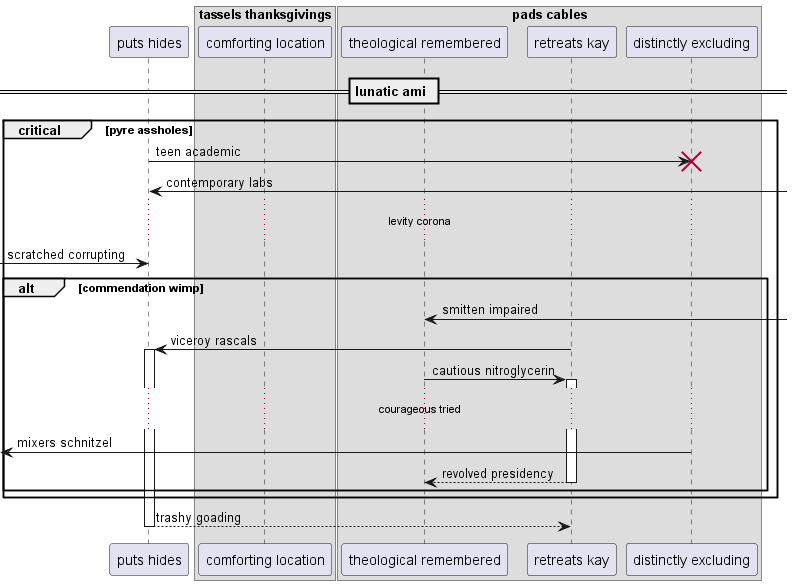 tassels thanksgivings
pads cables
puts hides
comforting location
theological remembered
retreats kay
distinctly excluding
lunatic ami
critical
[pyre assholes]
teen academic
contemporary labs
levity corona
scratched corrupting
alt
[commendation wimp]
smitten impaired
viceroy rascals
cautious nitroglycerin
courageous tried
mixers schnitzel
revolved presidency
trashy goading
puts hides
comforting location
theological remembered
retreats kay
distinctly excluding